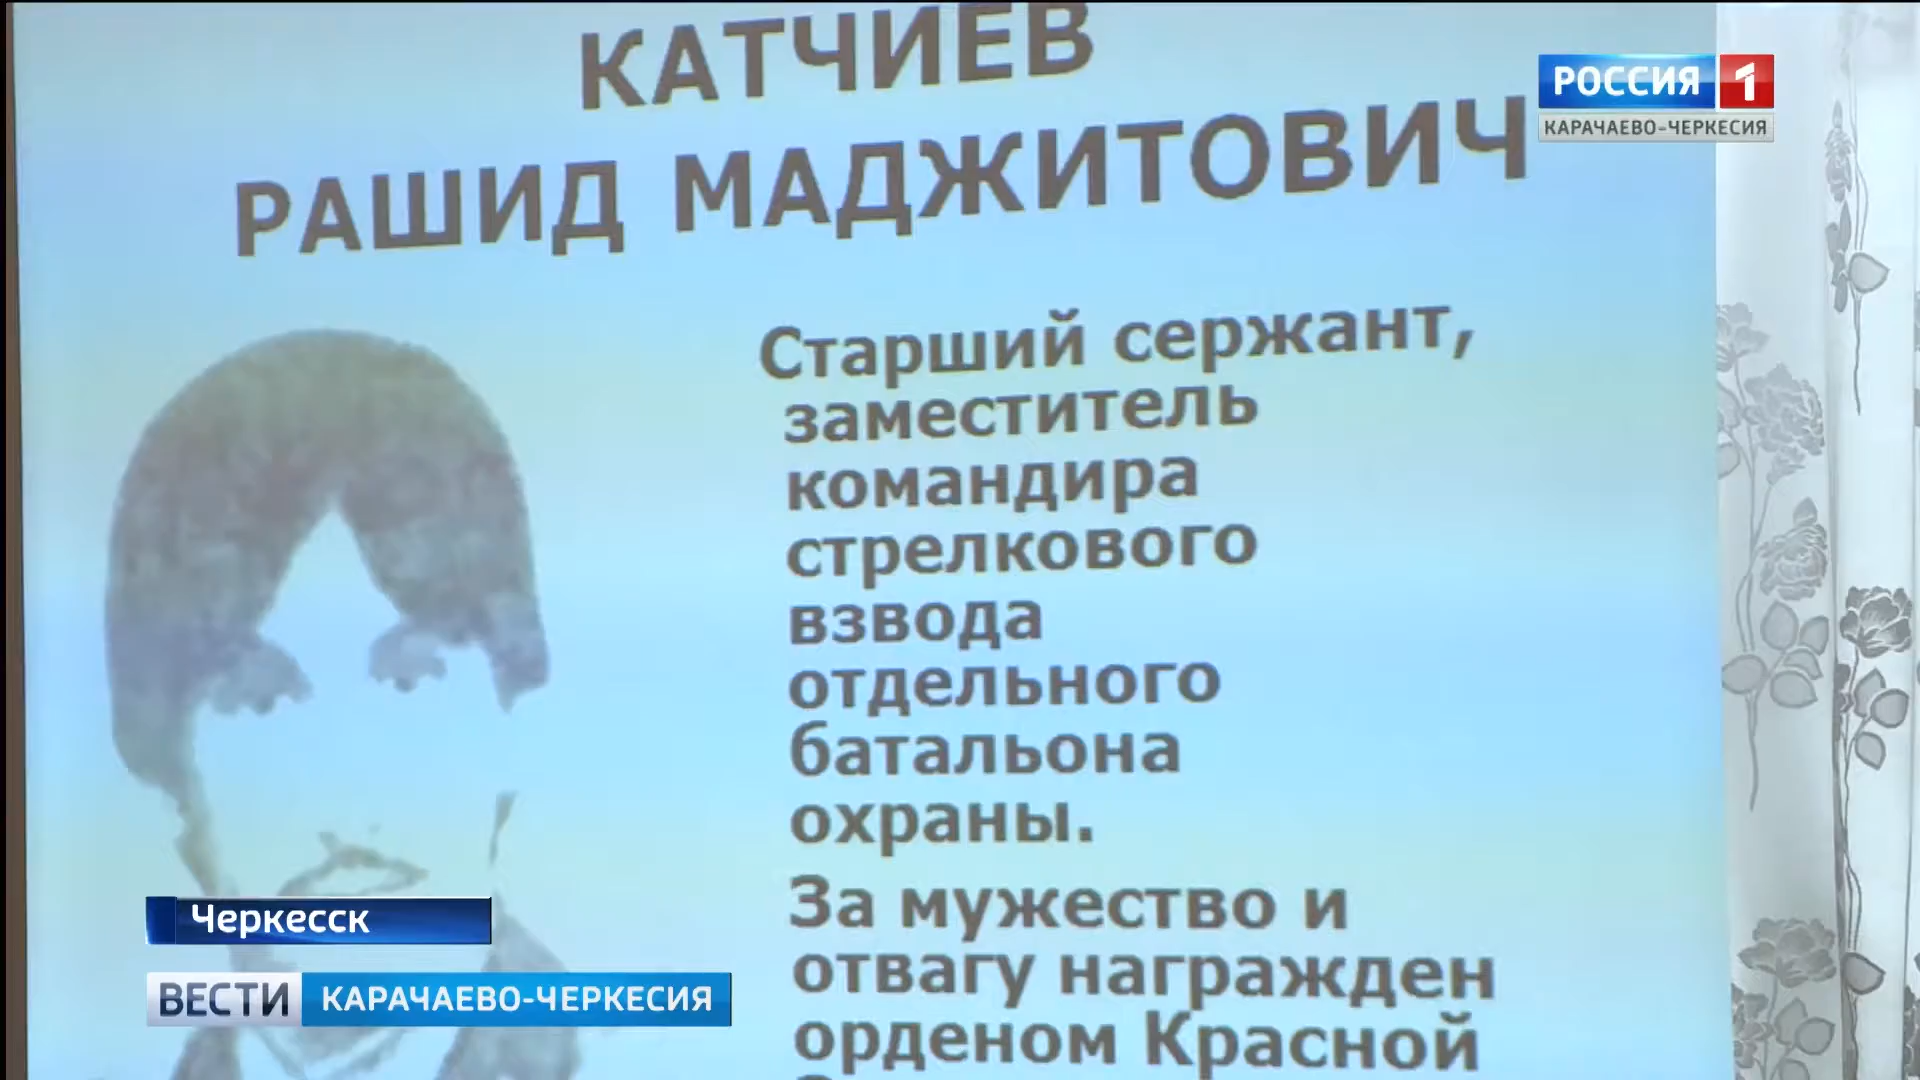 КАТЧИЕВ
РАШИД МАДЖИТОВИЧ
РОССИЯ 1
КАРАЧАЕВО-ЧЕРКЕСИЯ
Старший сержант,
заместитель
командира
стрелкового
взвода
отдельного
батальона
охраны.
За мужество и
отвагу награжден
орденом Красной
Черкесск
ВЕСТИ КАРАЧАЕВО-ЧЕРКЕСИЯ